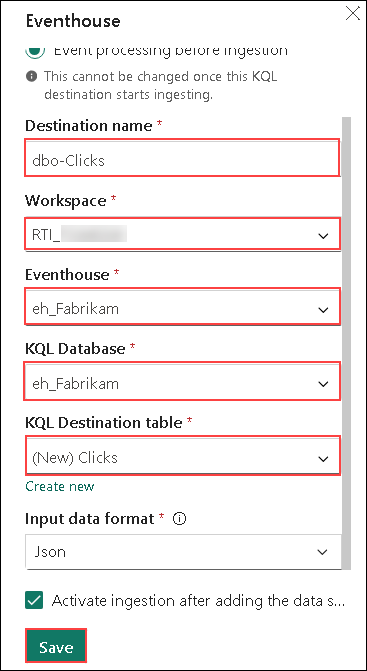 Eventhouse
Event processing before ingestion
This cannot be changed once this KQL
destination starts ingesting.
Destination name *
dbo-Clicks
Workspace *
RTI_
Eventhouse *
eh_Fabrikam
KQL Database *
eh_Fabrikam
KQL Destination table *
(New) Clicks
Create new
Input data format *
Json
Activate ingestion after adding the data s...
Save